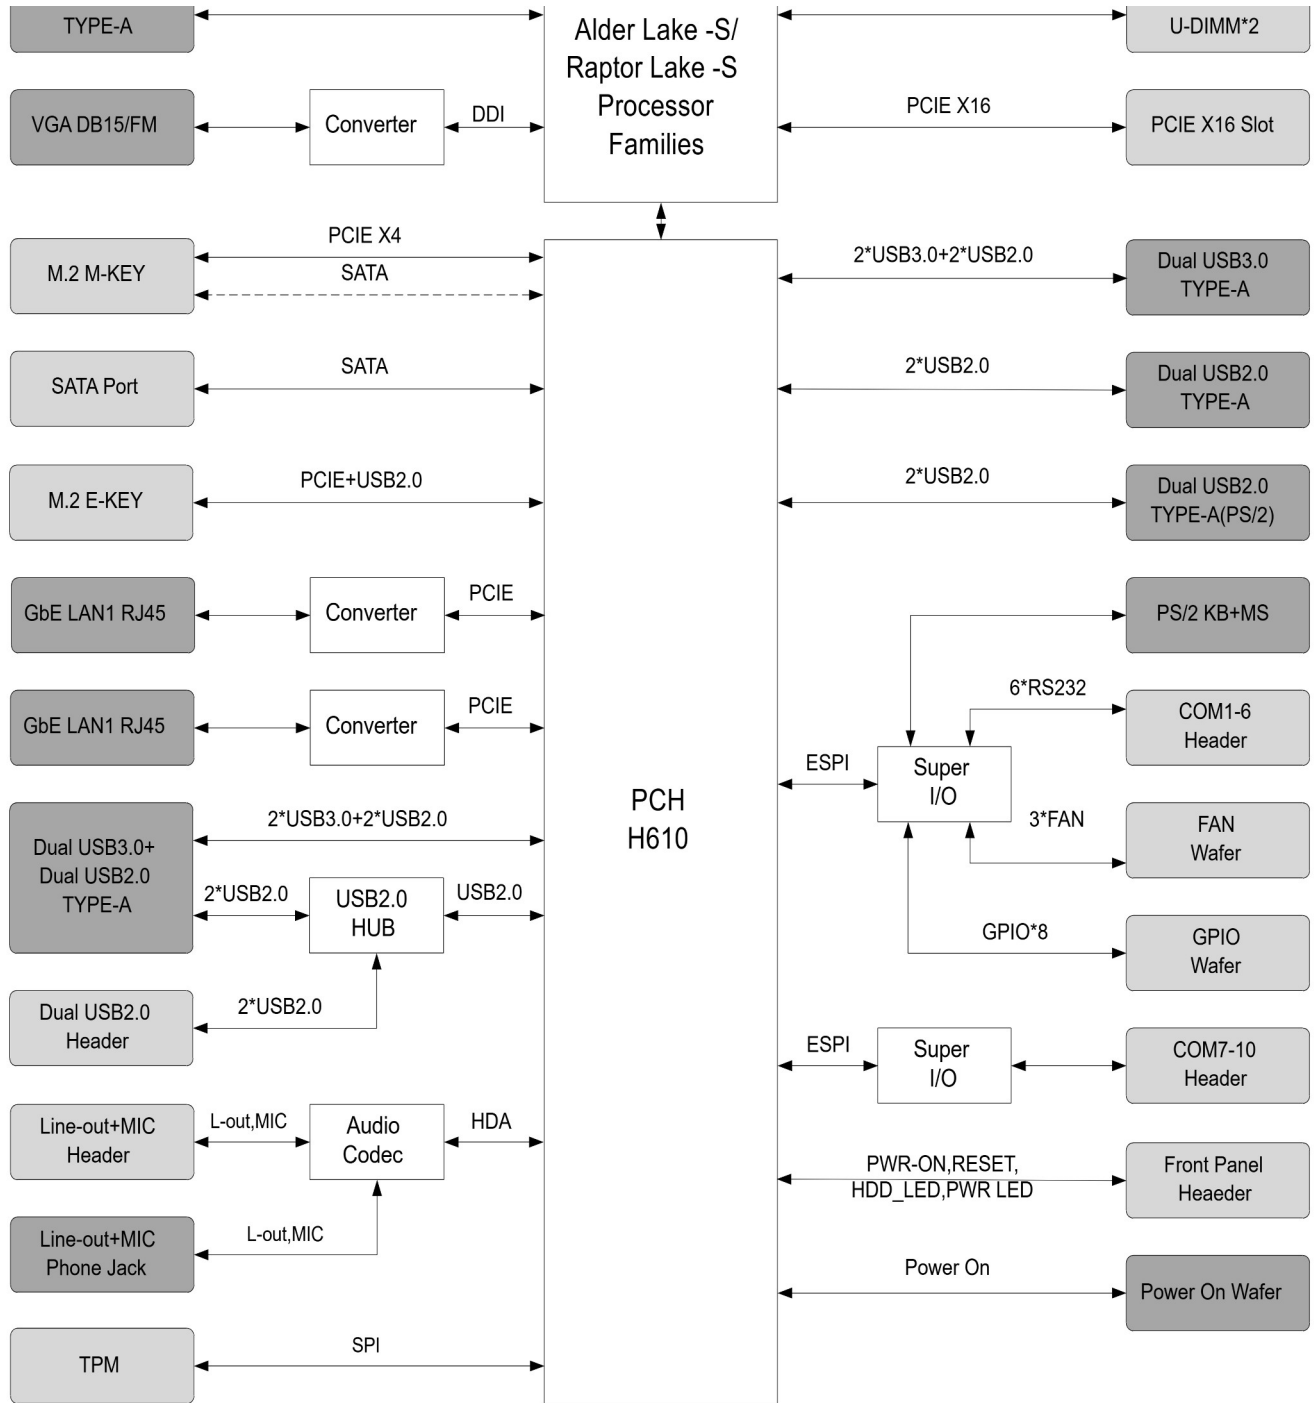 TYPE-A
Alder Lake -S/
Raptor Lake -S
Processor
Families
U-DIMM*2
VGA DB15/FM
Converter
DDI
PCIE X16
PCIE X16 Slot
M.2 M-KEY
PCIE X4
SATA
2*USB3.0+2*USB2.0
Dual USB3.0
TYPE-A
SATA Port
SATA
2*USB2.0
Dual USB2.0
TYPE-A
M.2 E-KEY
PCIE+USB2.0
2*USB2.0
Dual USB2.0
TYPE-A(PS/2)
GbE LAN1 RJ45
Converter
PCIE
PS/2 KB+MS
GbE LAN1 RJ45
Converter
PCIE
6*RS232
COM1-6
Header
PCH
H610
ESPI
Super
I/O
3*FAN
FAN
Wafer
Dual USB3.0+
Dual USB2.0
TYPE-A
2*USB3.0+2*USB2.0
2*USB2.0
USB2.0
HUB
USB2.0
GPIO*8
GPIO
Wafer
Dual USB2.0
Header
2*USB2.0
ESPI
Super
I/O
COM7-10
Header
Line-out+MIC
Header
L-out,MIC
Audio
Codec
HDA
PWR-ON,RESET,
HDD_LED,PWR LED
Front Panel
Heaeder
Line-out+MIC
Phone Jack
L-out,MIC
Power On
Power On Wafer
TPM
SPI